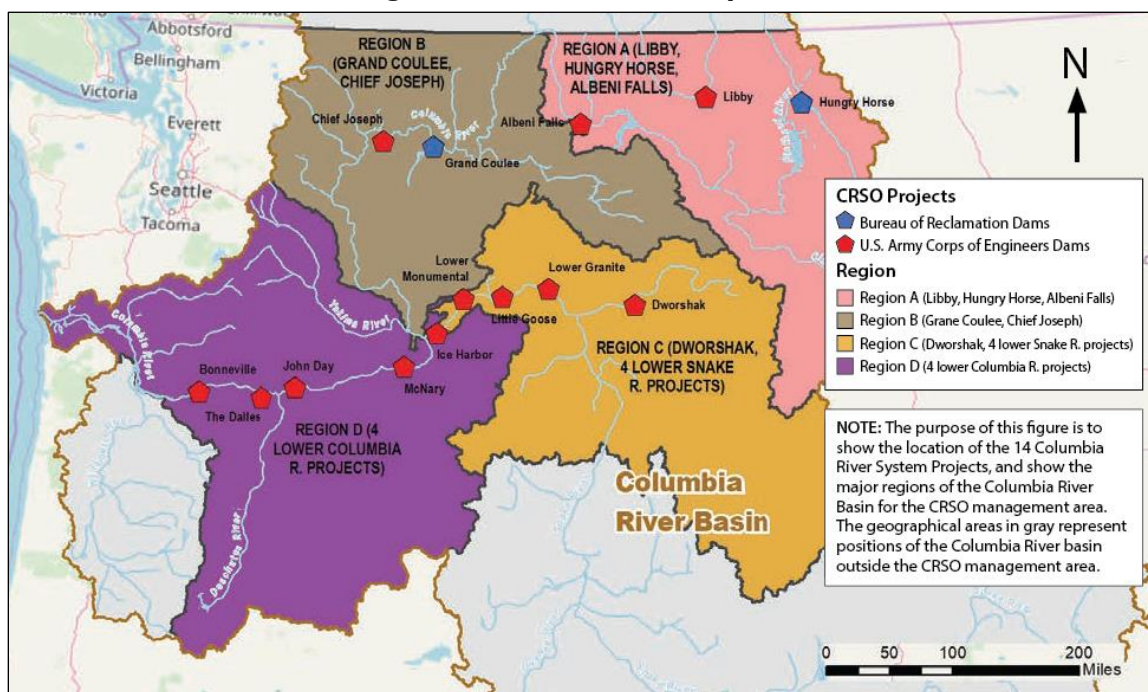 Abbotsford
Bellingham
Victoria
Everett
Seattle
Tacoma
REGION B
(GRAND COULEE,
CHIEF JOSEPH)
REGION A (LIBBY,
HUNGRY HORSE,
ALBENI FALLS)
Chief Joseph
Columbia River
Grand Coulee
Albeni Falls
Libby
Hungry Horse
N
CRSO Projects
Bureau of Reclamation Dams
U.S. Army Corps of Engineers Dams
Region
Region A (Libby, Hungry Horse, Albeni Falls)
Region B (Grane Coulee, Chief Joseph)
Region C (Dworshak, 4 lower Snake R. projects)
Region D (4 lower Columbia R. projects)
Lower
Monumental
Lower Granite
Little Goose
Dworshak
Ice Harbor
Yakima River
Columbia River
Bonneville
John Day
McNary
The Dalles
REGION C (DWORSHAK,
4 LOWER SNAKE
R. PROJECTS)
REGION D (4
LOWER COLUMBIA
R. PROJECTS)
Deschutes River
Columbia
River Basin
NOTE: The purpose of this figure is to
show the location of the 14 Columbia
River System Projects, and show the
major regions of the Columbia River
Basin for the CRSO management area.
The geographical areas in gray represent
positions of the Columbia River basin
outside the CRSO management area.
0 50 100 200
Miles